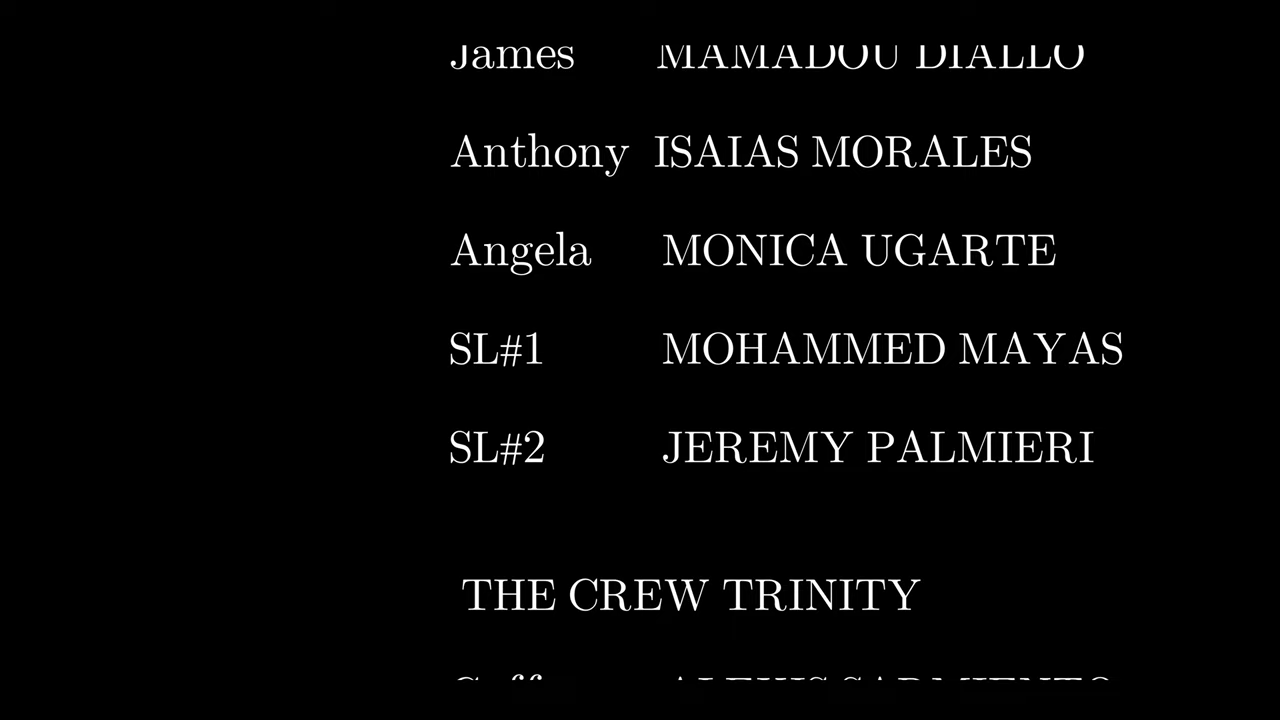 James MAMADOU DIALLO
Anthony ISAIAS MORALES
Angela MONICA UGARTE
SL#1 MOHAMMED MAYAS
SL#2 JEREMY PALMIERI
THE CREW TRINITY